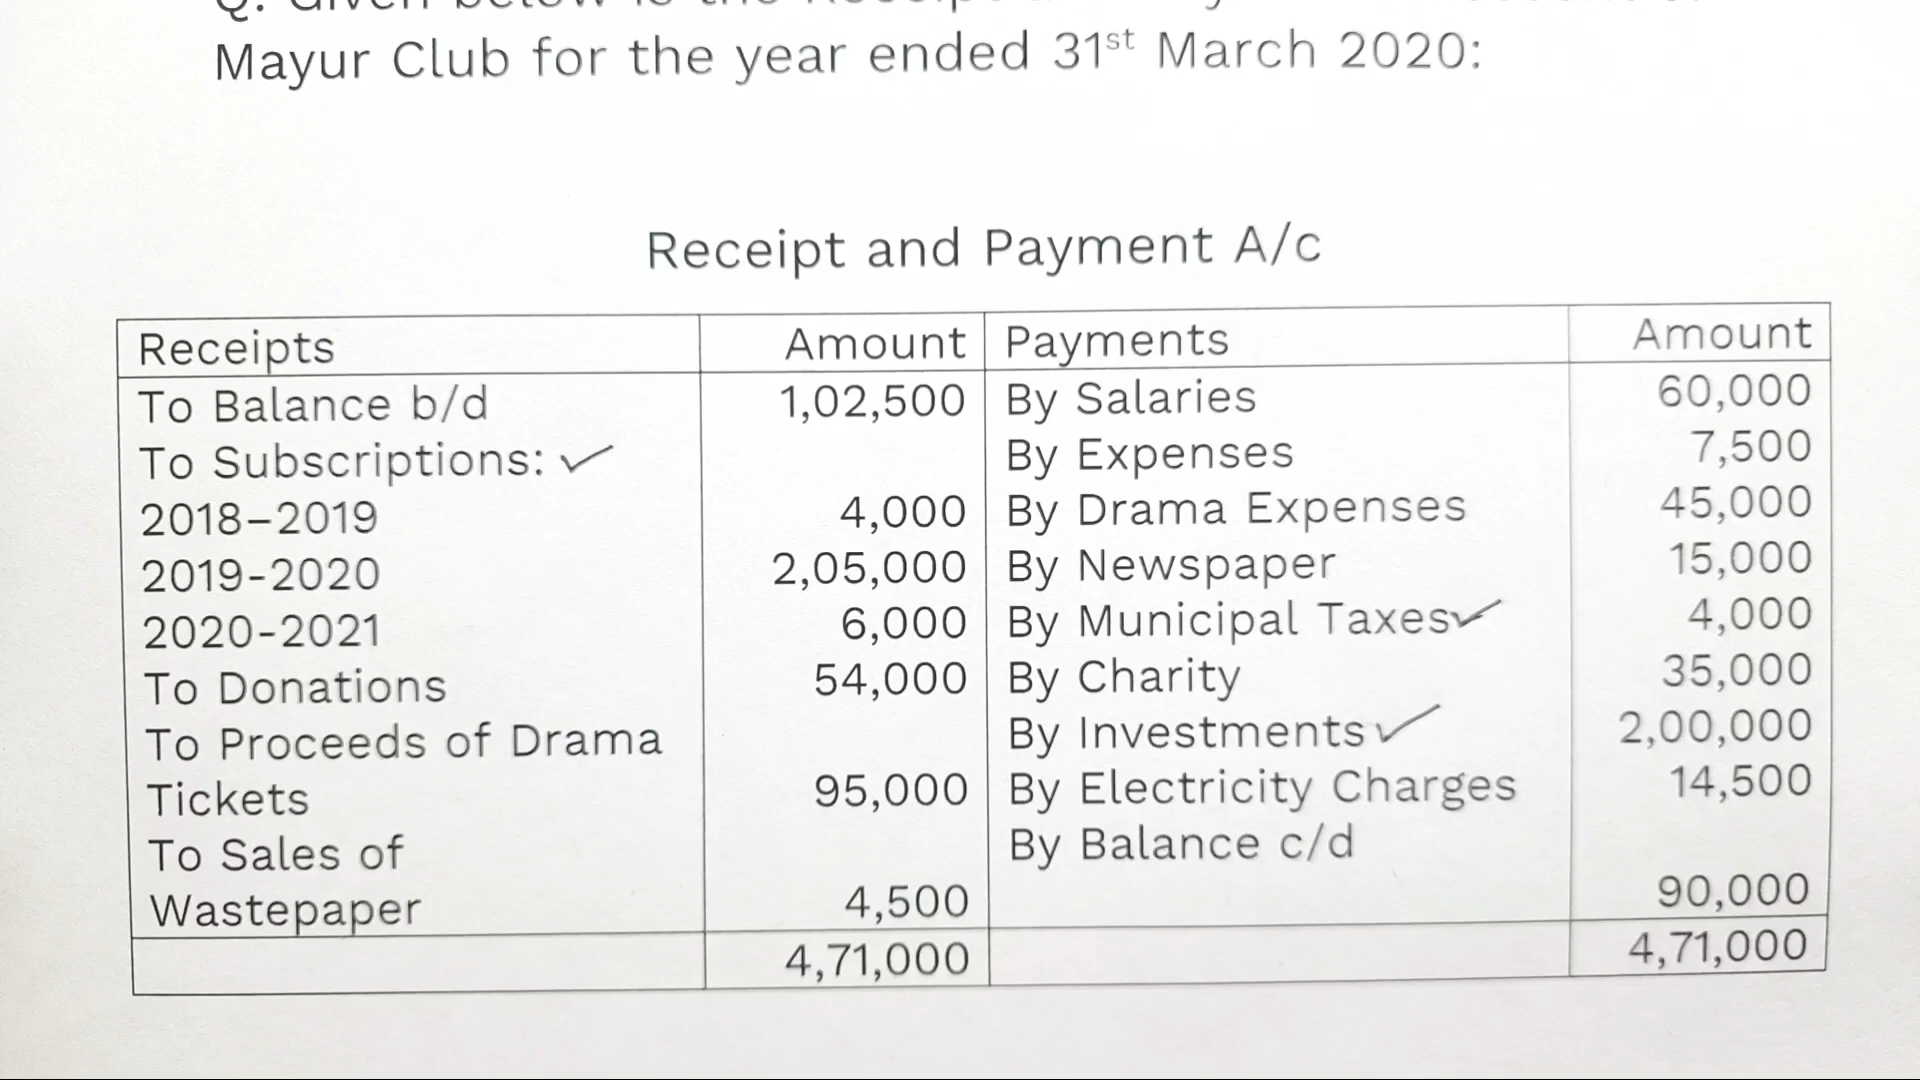 Mayur Club for the year ended 31st March 2020:
Receipt and Payment A/c
Receipts Amount Payments Amount
To Balance b/d 1,02,500 By Salaries 60,000
To Subscriptions: ✓ By Expenses 7,500
2018-2019 4,000 By Drama Expenses 45,000
2019-2020 2,05,000 By Newspaper 15,000
2020-2021 6,000 By Municipal Taxes ✓ 4,000
To Donations 54,000 By Charity 35,000
To Proceeds of Drama By Investments ✓ 2,00,000
Tickets 95,000 By Electricity Charges 14,500
To Sales of By Balance c/d
Wastepaper 4,500 90,000
4,71,000 4,71,000